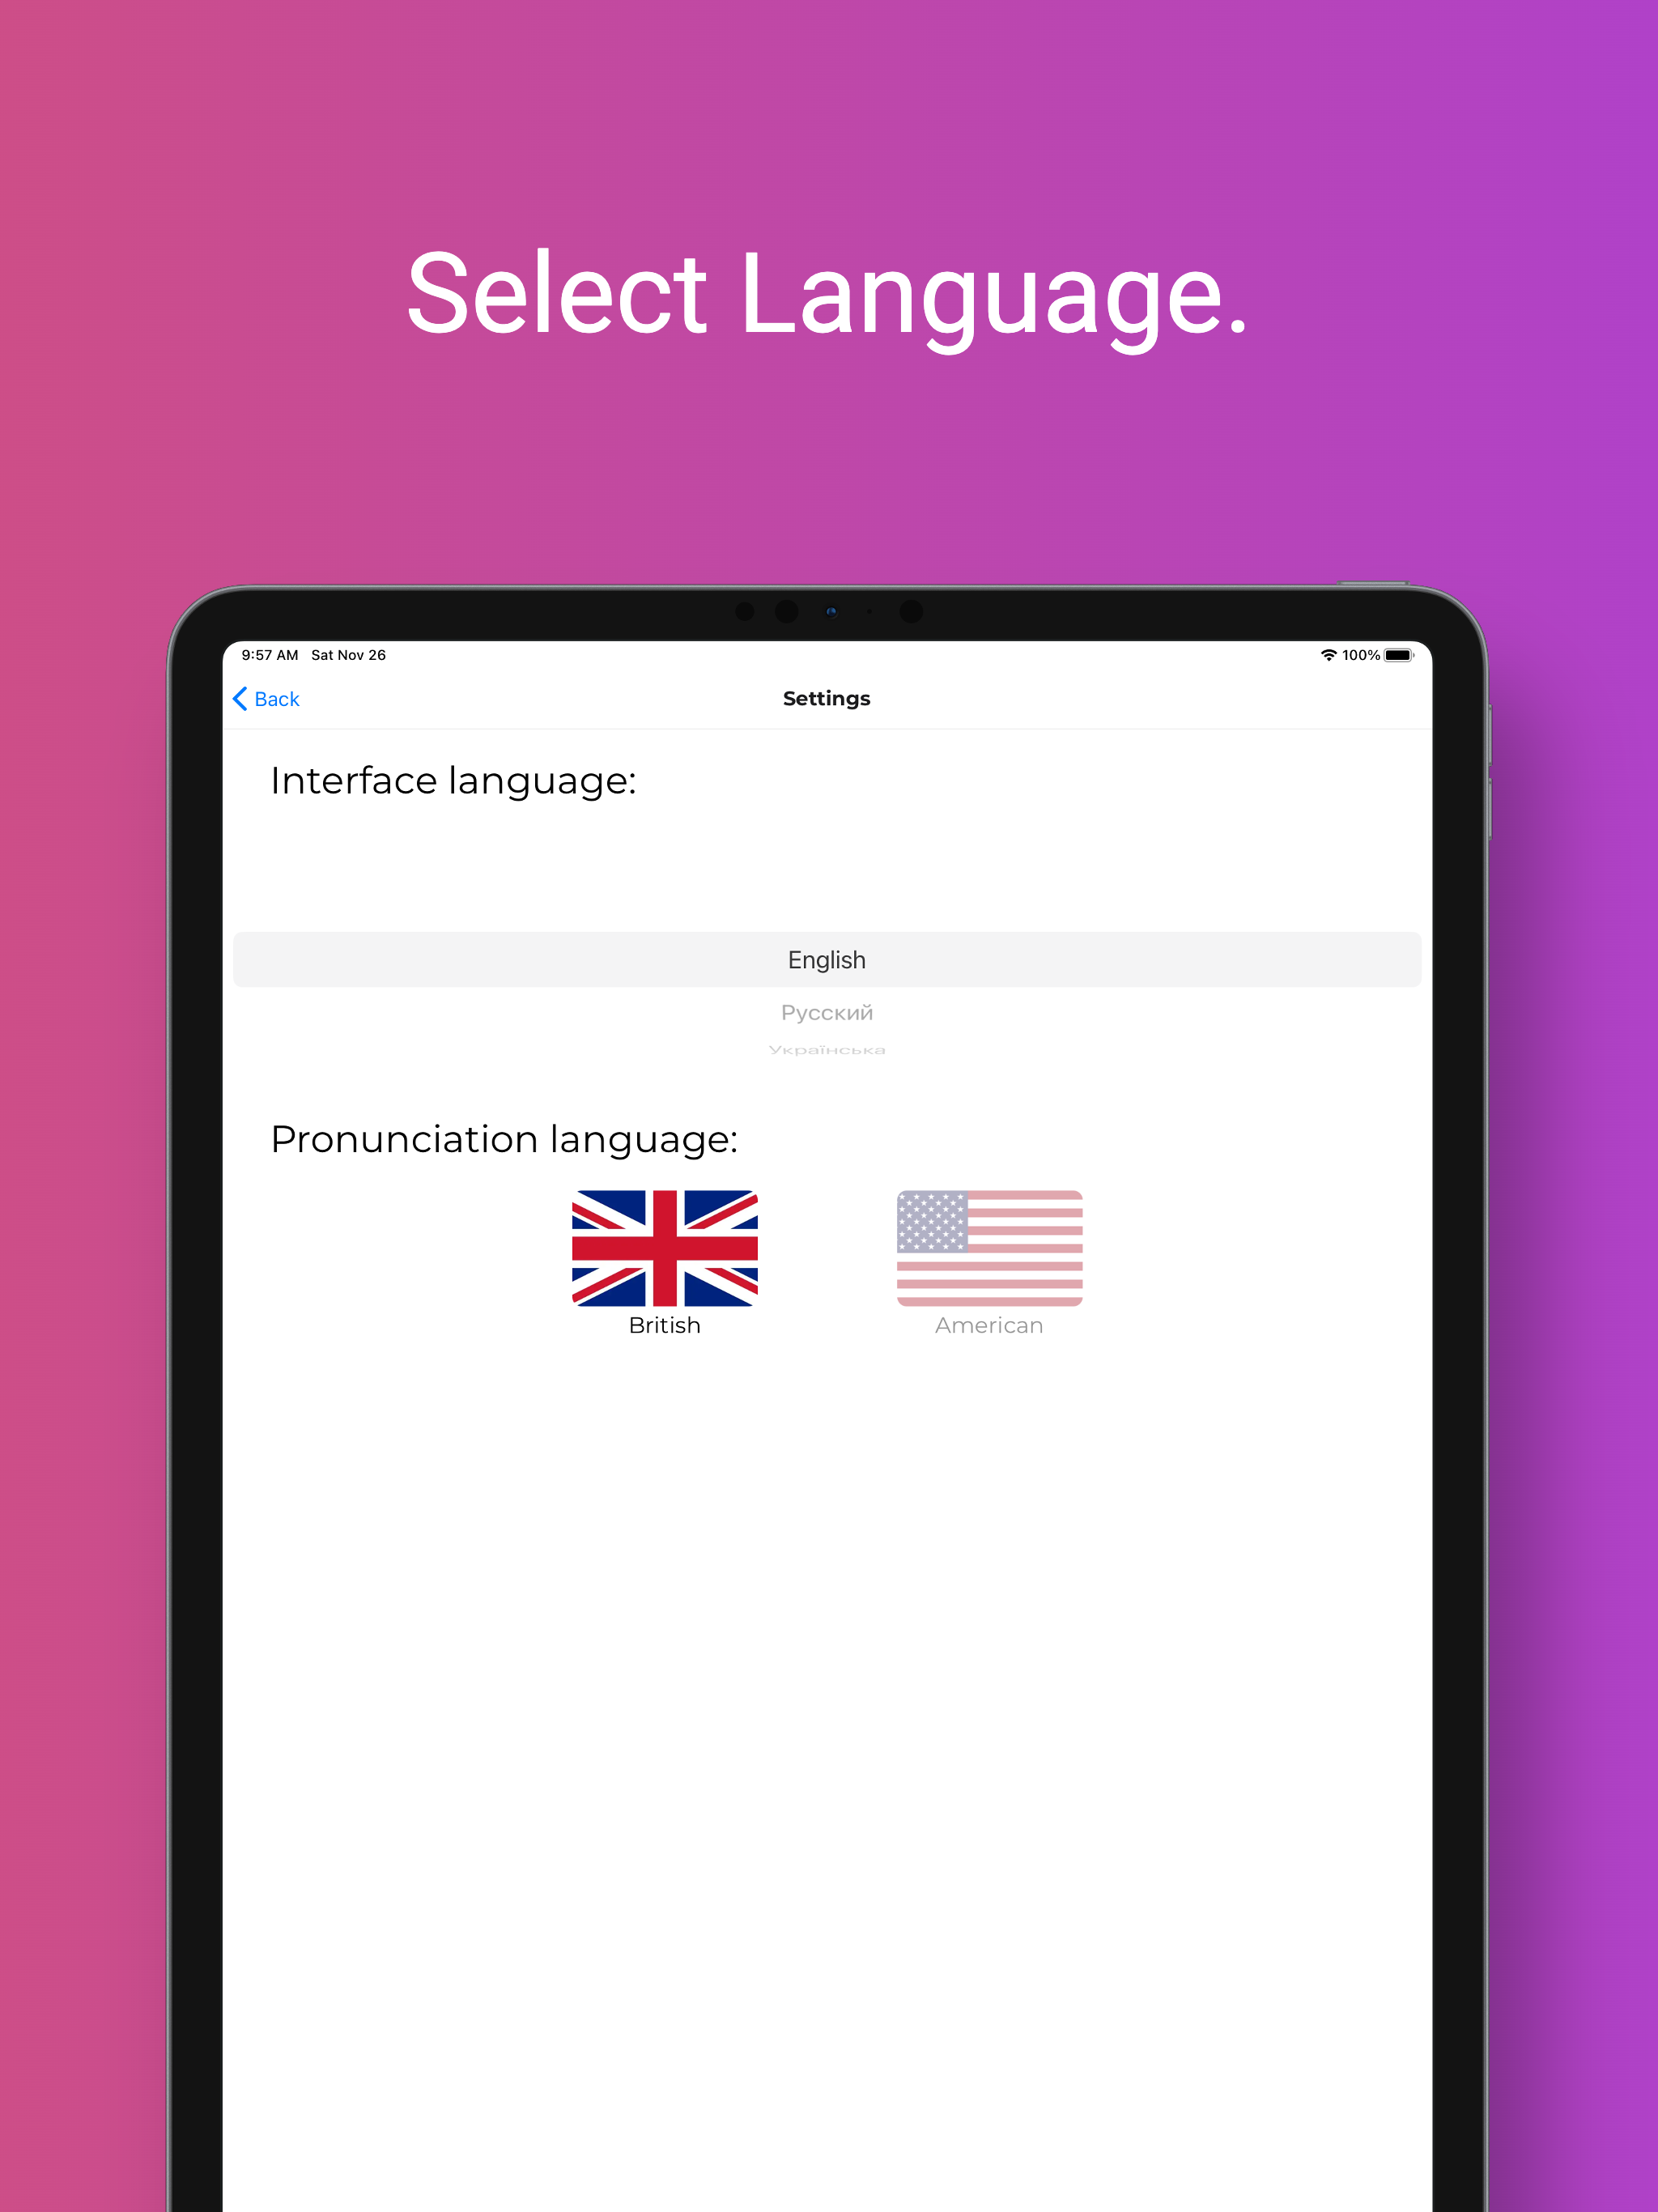 Select Language.
9:57 AM Sat Nov 26
100%
Back
Settings
Interface language:
English
Русский
Українська
Pronunciation language:
British
American